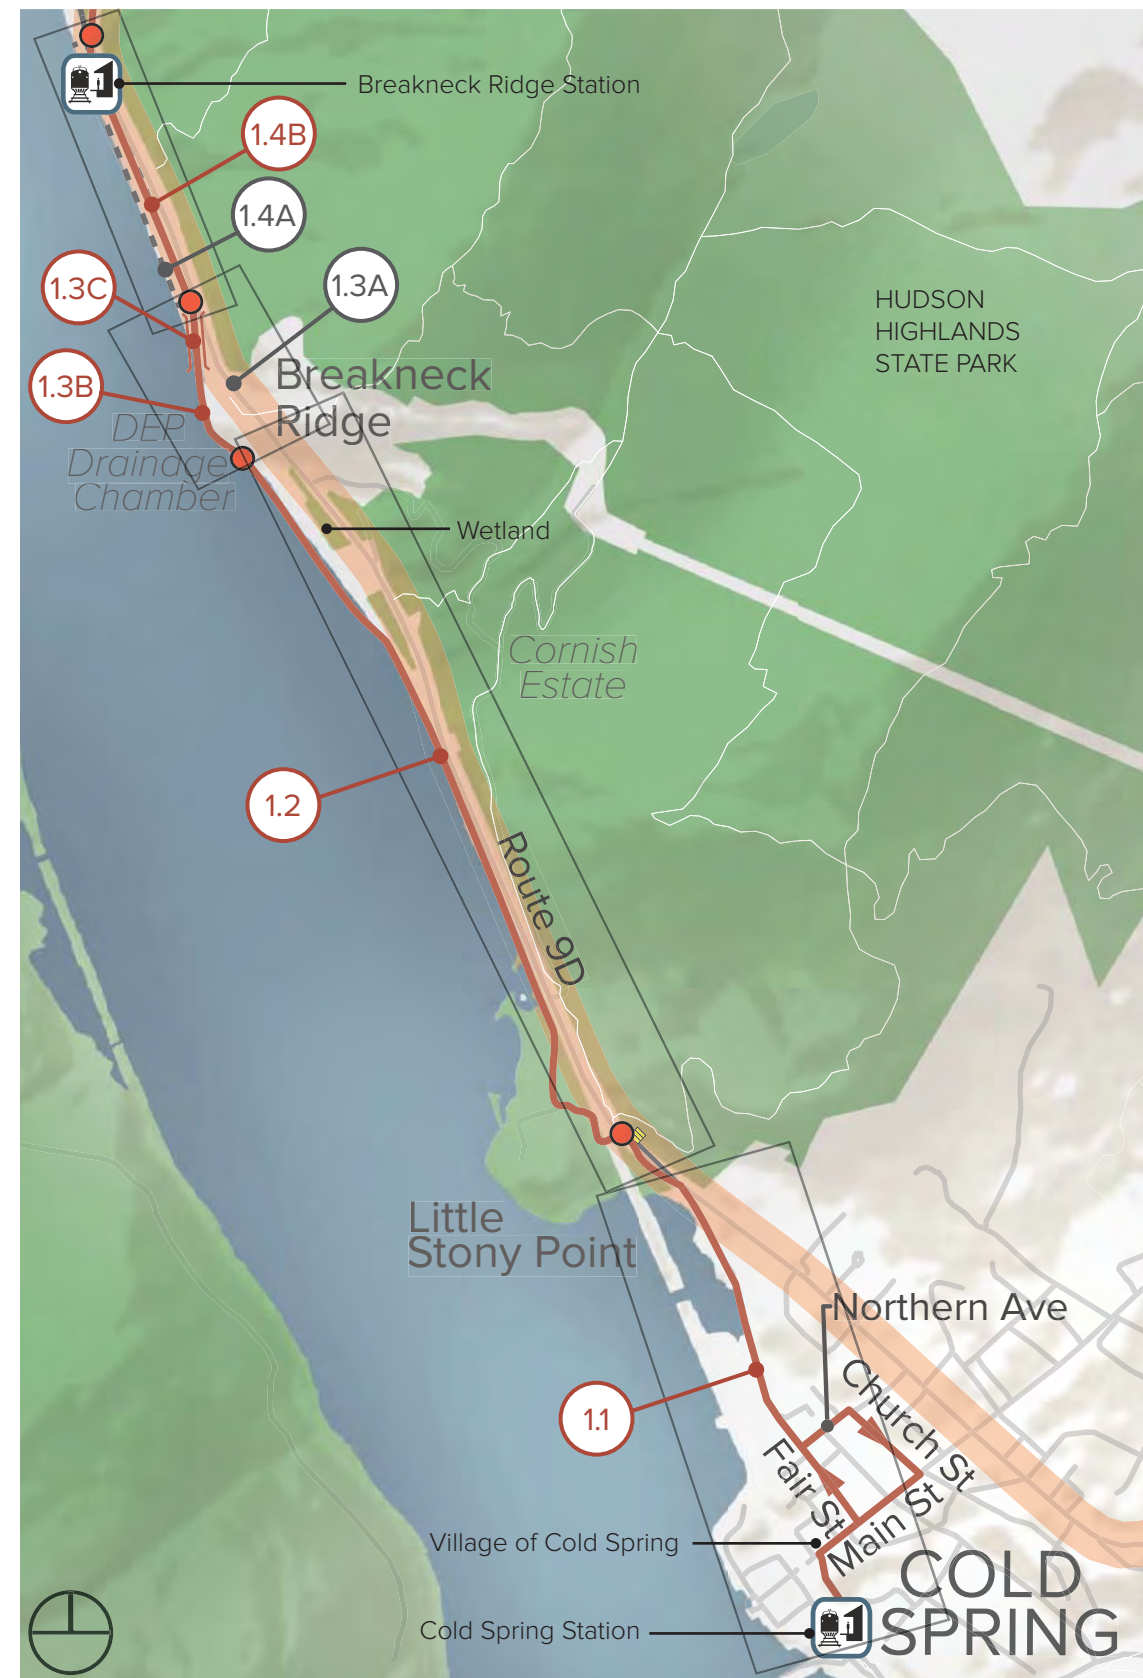 Breakneck Ridge Station
1.4B
1.4A
1.3C
1.3A
HUDSON
HIGHLANDS
STATE PARK
1.3B
Breakneck
Ridge
DEP
Drainage
Chamber
Wetland
Cornish
Estate
1.2
Route 9D
Little
Stony Point
Northern Ave
Church St
1.1
Fair St
Main St
Village of Cold Spring
COLD
SPRING
Cold Spring Station